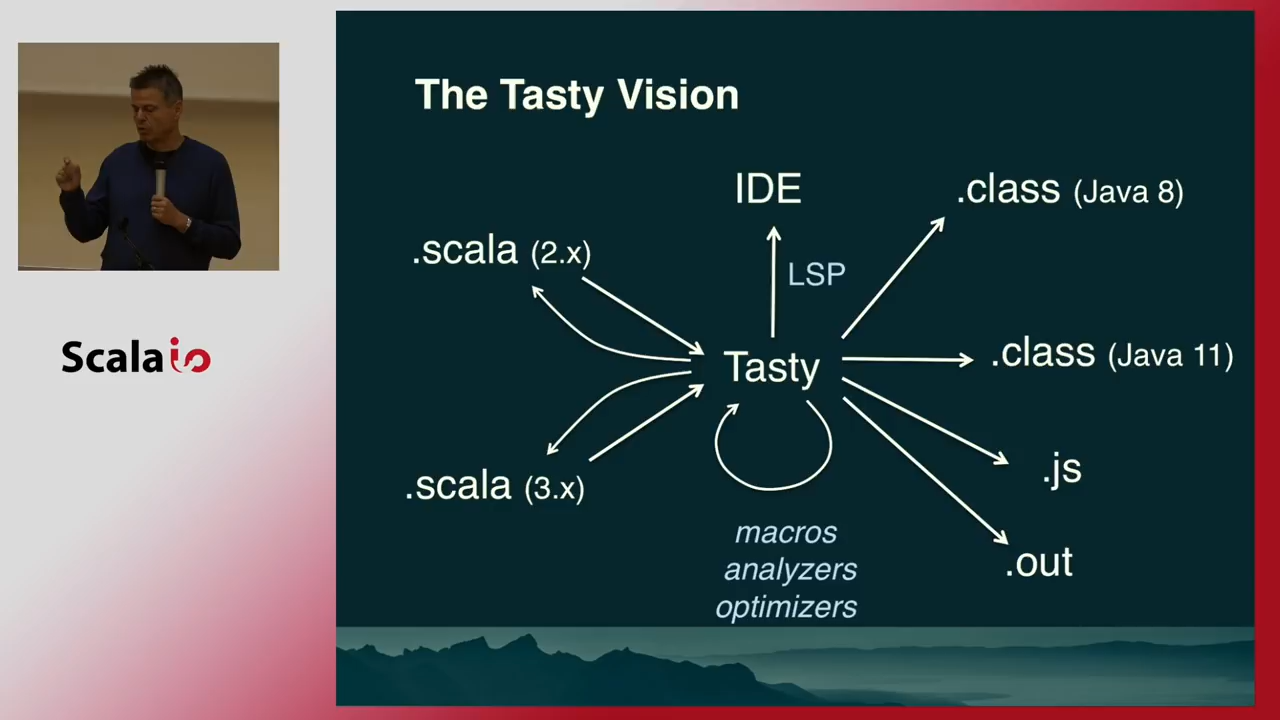 The Tasty Vision
IDE
.class (Java 8)
.scala (2.x)
LSP
.class (Java 11)
Tasty
.js
.scala (3.x)
macros
.out
analyzers
optimizers
Scala io